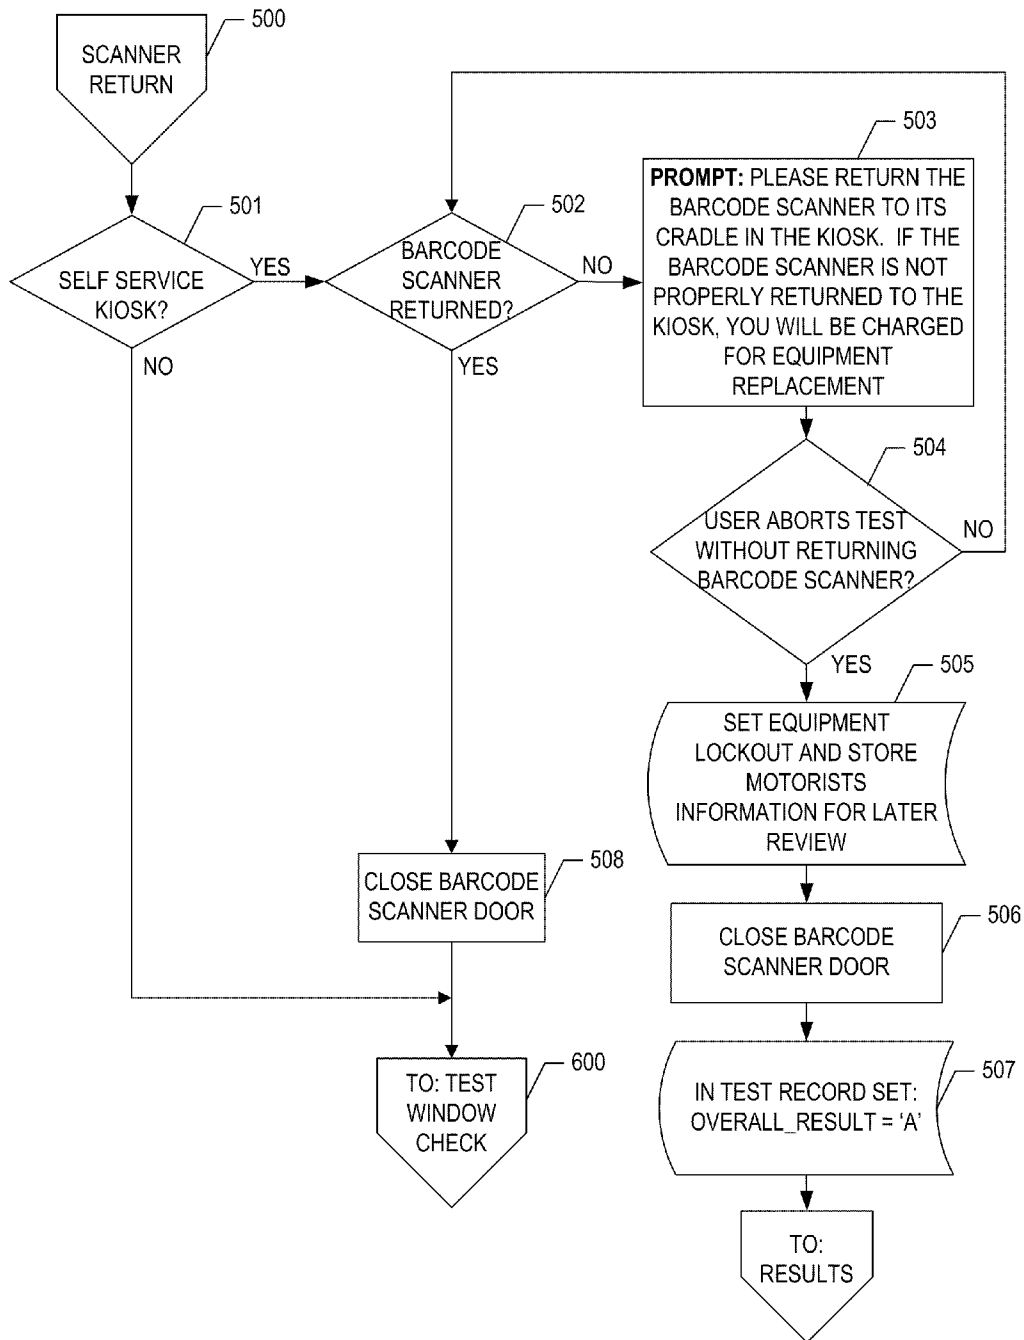 SCANNER
RETURN
500
SELF SERVICE
KIOSK?
501
YES
NO
BARCODE
SCANNER
RETURNED?
502
NO
YES
503
PROMPT: PLEASE RETURN THE
BARCODE SCANNER TO ITS
CRADLE IN THE KIOSK. IF THE
BARCODE SCANNER IS NOT
PROPERLY RETURNED TO THE
KIOSK, YOU WILL BE CHARGED
FOR EQUIPMENT
REPLACEMENT
504
USER ABORTS TEST
WITHOUT RETURNING
BARCODE SCANNER?
NO
YES
505
SET EQUIPMENT
LOCKOUT AND STORE
MOTORISTS
INFORMATION FOR LATER
REVIEW
508
CLOSE BARCODE
SCANNER DOOR
506
CLOSE BARCODE
SCANNER DOOR
600
TO: TEST
WINDOW
CHECK
507
IN TEST RECORD SET:
OVERALL_RESULT = ‘A’
TO:
RESULTS